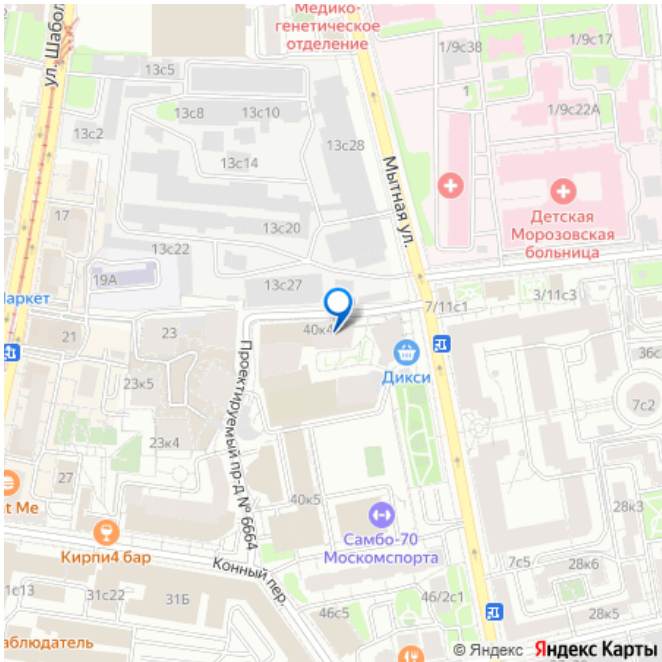 Медико-
генетическое
отделение
ул. Шабол
1/9с38
1/9с17
13с5
1
1/9с22А
13с8
13с10
13с2
13с28
13с14
Мытная ул.
Детская
Морозовская
больница
17
13с20
13с22
19А
13с27
Маркет
7/11с1
3/11с3
40к4
21
23
36с
Дикси
23к5
Проектируемый пр-д № 6664
7с2
23к4
27
40к5
28к3
at Me
Самбо-70
Москомспорта
Кирпи4 бар
Конный пер.
7с5
28к6
31с13
31с22
31Б
46с5
46/2с1
28к5
аблюдатель
© Яндекс
Яндекс Карты